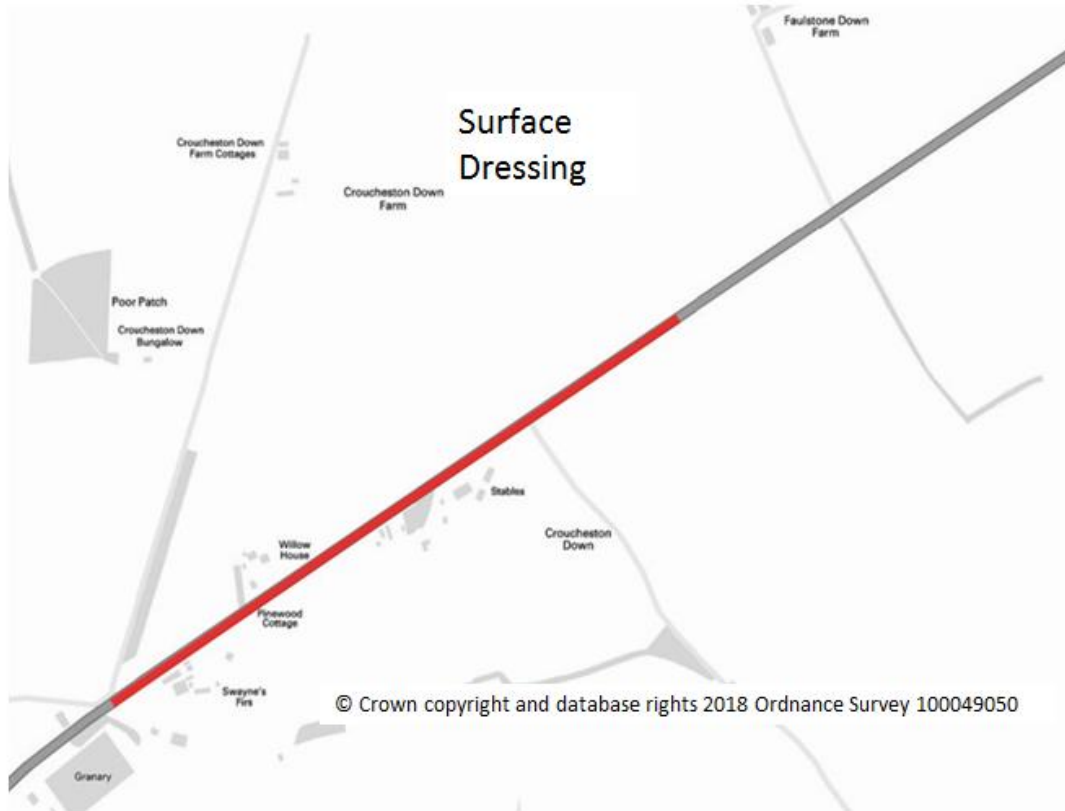 Faulstone Down
Farm
Surface
Dressing
Croucheston Down
Farm Cottages
Croucheston Down
Farm
Poor Patch
Croucheston Down
Bungalow
Stables
Croucheston
Down
Willow
House
Pinewood
Cottage
Swayne's
Firs
© Crown copyright and database rights 2018 Ordnance Survey 100049050
Granary